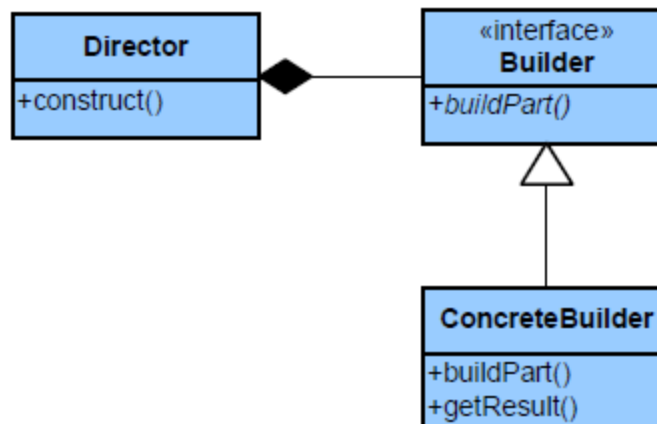 Director
+construct()
«interface»
Builder
+buildPart()
ConcreteBuilder
+buildPart()
+getResult()